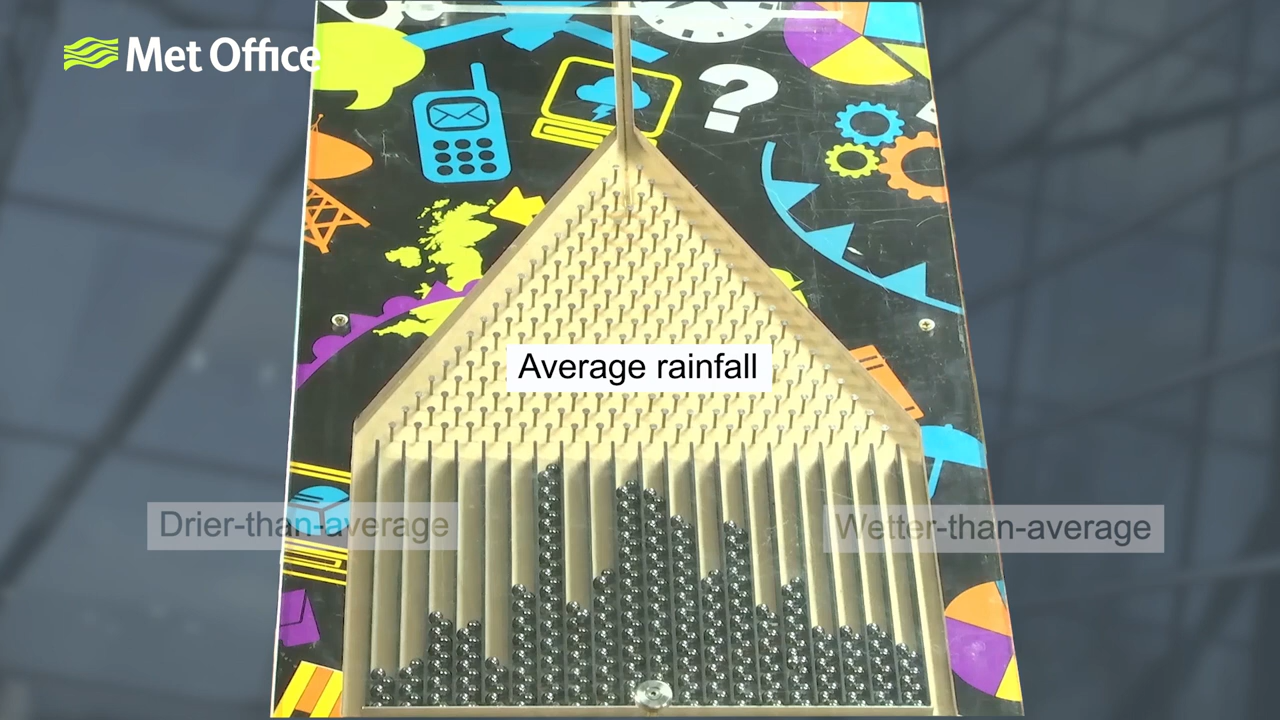 Met Office
?
Average rainfall
Drier-than-average
Wetter-than-average